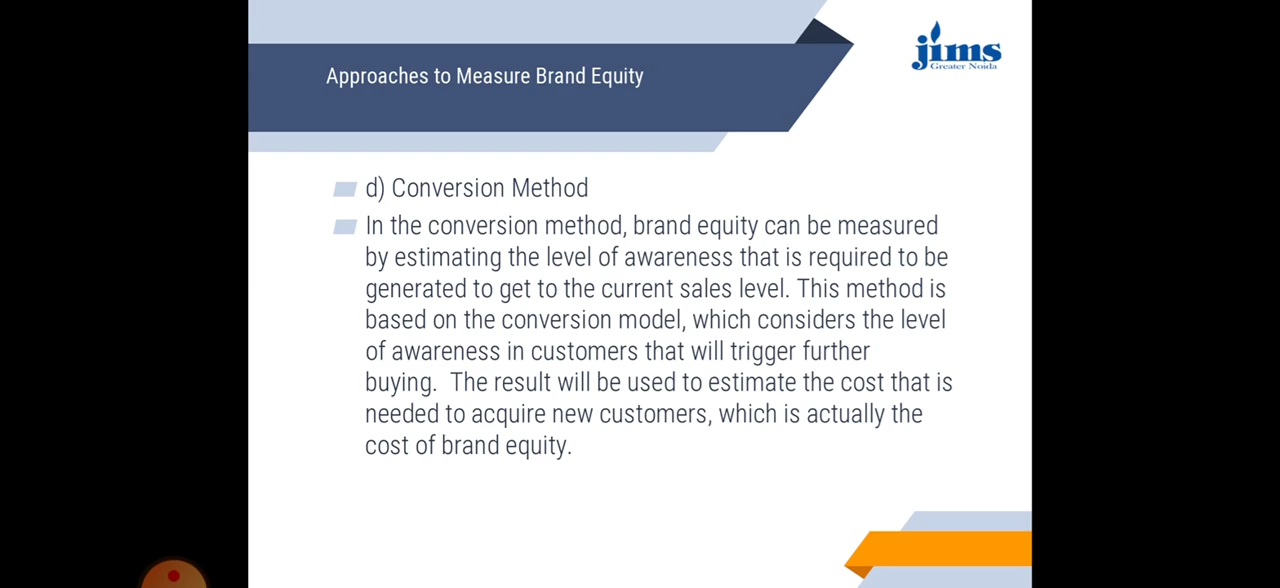 jims
Greater Noida
Approaches to Measure Brand Equity
d) Conversion Method
In the conversion method, brand equity can be measured
by estimating the level of awareness that is required to be
generated to get to the current sales level. This method is
based on the conversion model, which considers the level
of awareness in customers that will trigger further
buying.  The result will be used to estimate the cost that is
needed to acquire new customers, which is actually the
cost of brand equity.